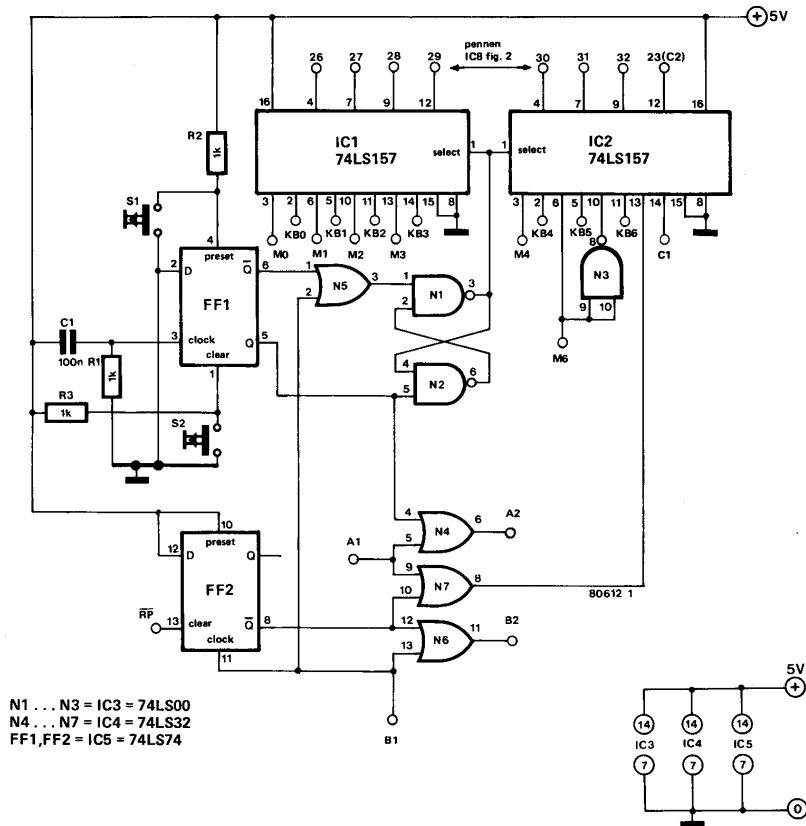 5V
26 27 28 29 pennen IC8 fig. 2 30 31 32 23(C2)
16 4 7 9 12 4 7 9 12 16
R2 1k
IC1 74LS157 select 1
1 select IC2 74LS157
3 2 6 5 10 11 13 14 15 8
3 2 6 5 10 11 13 14 15 8
M0 KB0 M1 KB1 M2 KB2 M3 KB3
M4 KB4 KB5 KB6 C1
8 N3 9 10 M6
S1
4 preset
2 D Q 6
FF1
3 clock Q 5
clear 1
C1 100n
R1 1k
R3 1k
S2
1 2 N5 3
1 2 N1 3
4 5 N2 6
10 preset
12 D Q
FF2
RP 13 clear Q 8
clock 11
A1
4 5 N4 6 A2
9 10 N7 8
80612 1
12 13 N6 11 B2
B1
N1 ... N3 = IC3 = 74LS00
N4 ... N7 = IC4 = 74LS32
FF1,FF2 = IC5 = 74LS74
5V
14 14 14
IC3 IC4 IC5
7 7 7
0